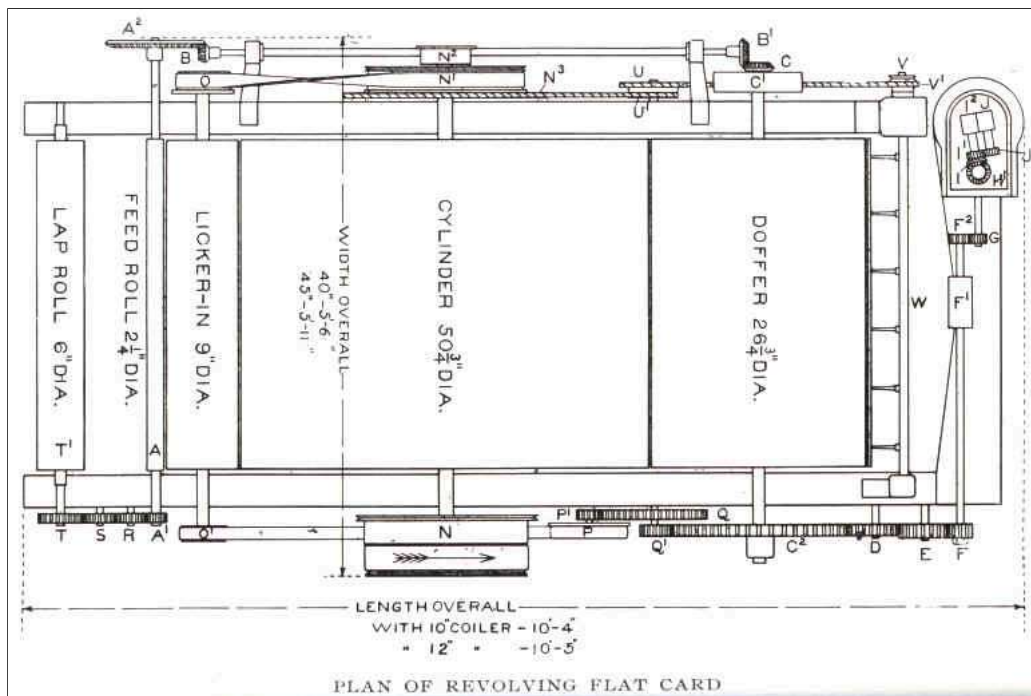 A²
B
N²
B¹
C
O
N¹
N³
U
C¹
V
V¹
U¹
I²
J
J
I
I
H¹
LAP ROLL 6" DIA.
FEED ROLL 2¼" DIA.
LICKER-IN 9" DIA.
WIDTH OVERALL
40"-5'-6"
45"-5'-11"
CYLINDER 50¾" DIA.
DOFFER 26¾" DIA.
F²
G
W
F¹
T¹
A
T
S
R
A¹
O¹
N
P¹
P
Q
Q¹
C²
D
E
F
LENGTH OVERALL
WITH 10" COILER - 10'-4"
" 12" " - 10'-5"
PLAN OF REVOLVING FLAT CARD